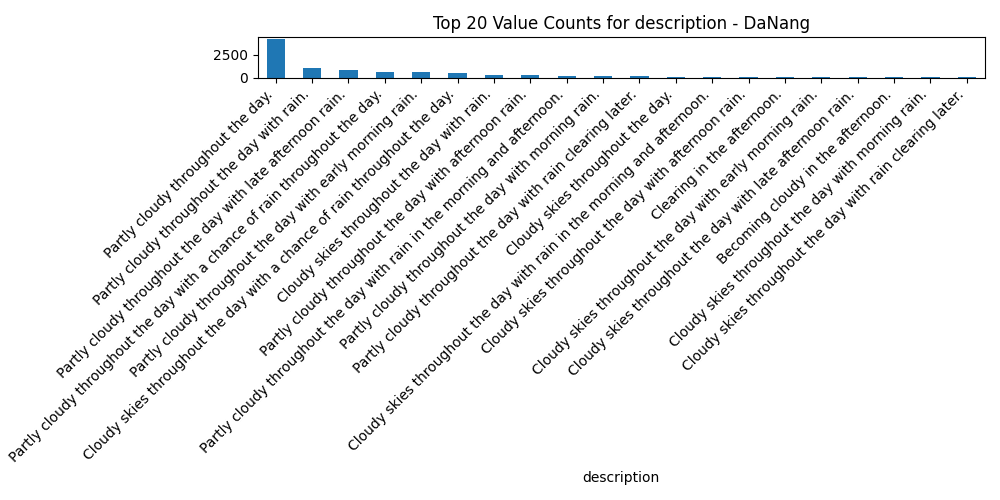 Top 20 Value Counts for description - DaNang
2500
0
Partly cloudy throughout the day.
Partly cloudy throughout the day with rain.
Partly cloudy throughout the day with late afternoon rain.
Partly cloudy throughout the day with a chance of rain throughout the day.
Partly cloudy throughout the day with early morning rain.
Cloudy skies throughout the day with a chance of rain throughout the day.
Cloudy skies throughout the day with rain.
Partly cloudy throughout the day with afternoon rain.
Partly cloudy throughout the day with rain in the morning and afternoon.
Partly cloudy throughout the day with morning rain.
Partly cloudy throughout the day with rain clearing later.
Cloudy skies throughout the day.
Cloudy skies throughout the day with rain in the morning and afternoon.
Cloudy skies throughout the day with afternoon rain.
Clearing in the afternoon.
Cloudy skies throughout the day with early morning rain.
Cloudy skies throughout the day with late afternoon rain.
Becoming cloudy in the afternoon.
Cloudy skies throughout the day with morning rain.
Cloudy skies throughout the day with rain clearing later.
description